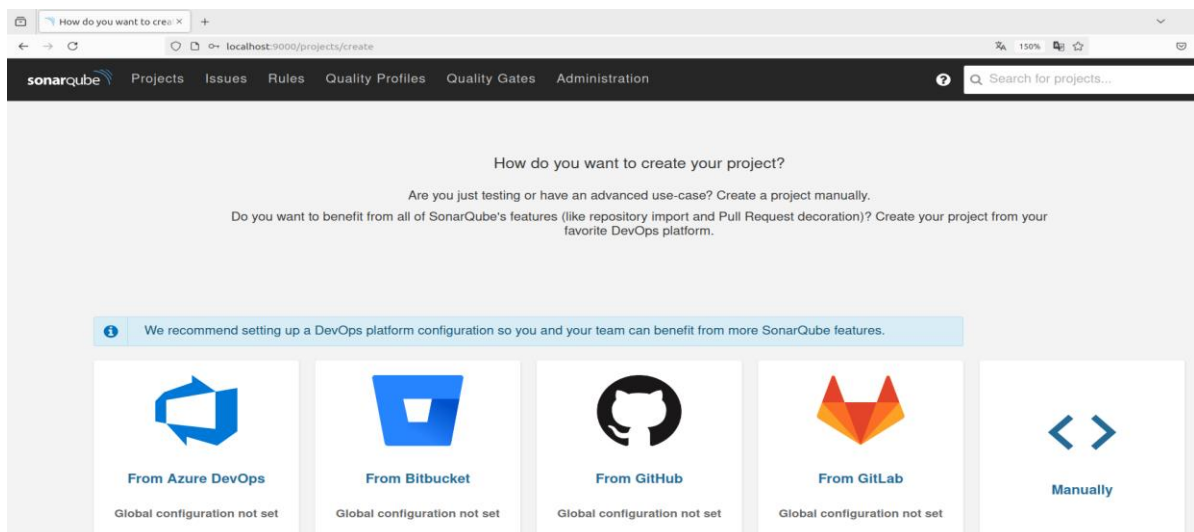 How do you want to crea
localhost:9000/projects/create
150%
sonarqube Projects Issues Rules Quality Profiles Quality Gates Administration Search for projects...
How do you want to create your project?
Are you just testing or have an advanced use-case? Create a project manually.
Do you want to benefit from all of SonarQube's features (like repository import and Pull Request decoration)? Create your project from your
favorite DevOps platform.
We recommend setting up a DevOps platform configuration so you and your team can benefit from more SonarQube features.
From Azure DevOps From Bitbucket From GitHub From GitLab Manually
Global configuration not set Global configuration not set Global configuration not set Global configuration not set